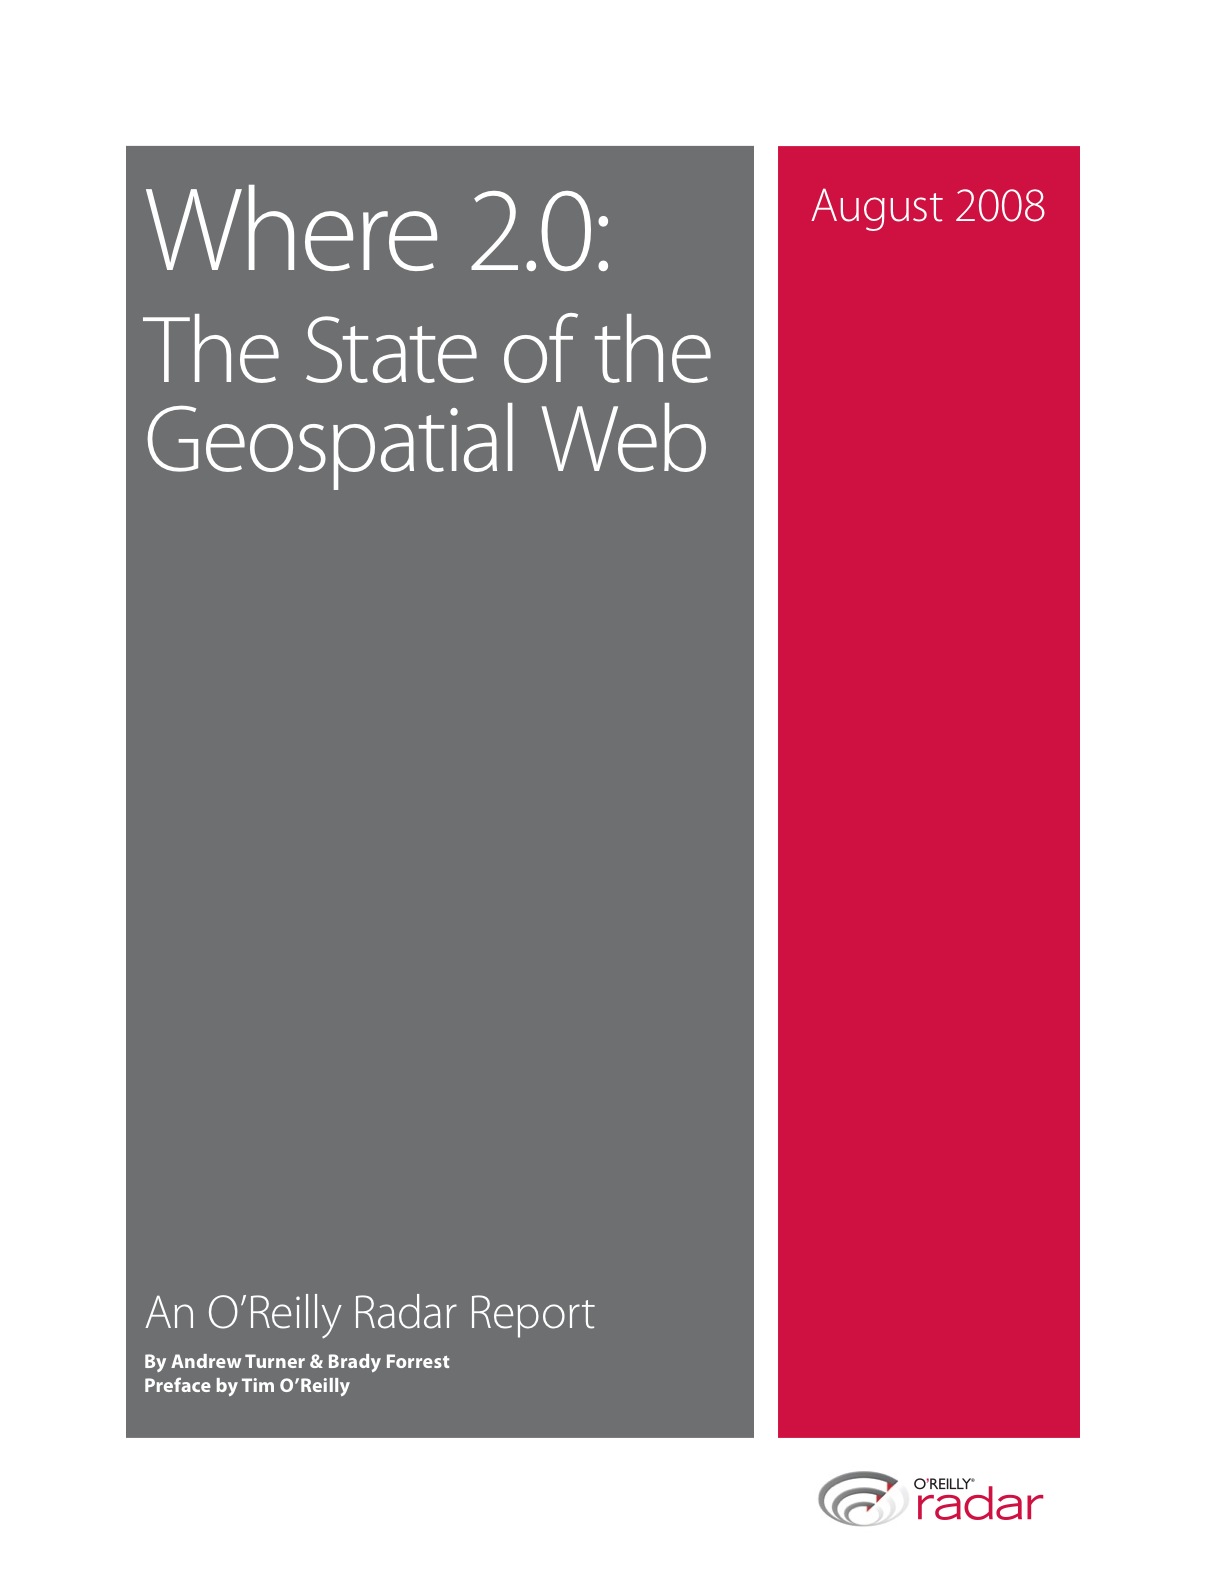 Where 2.0:
The State of the
Geospatial Web
August 2008
An O’Reilly Radar Report
By Andrew Turner & Brady Forrest
Preface by Tim O’Reilly
O’REILLY®
radar